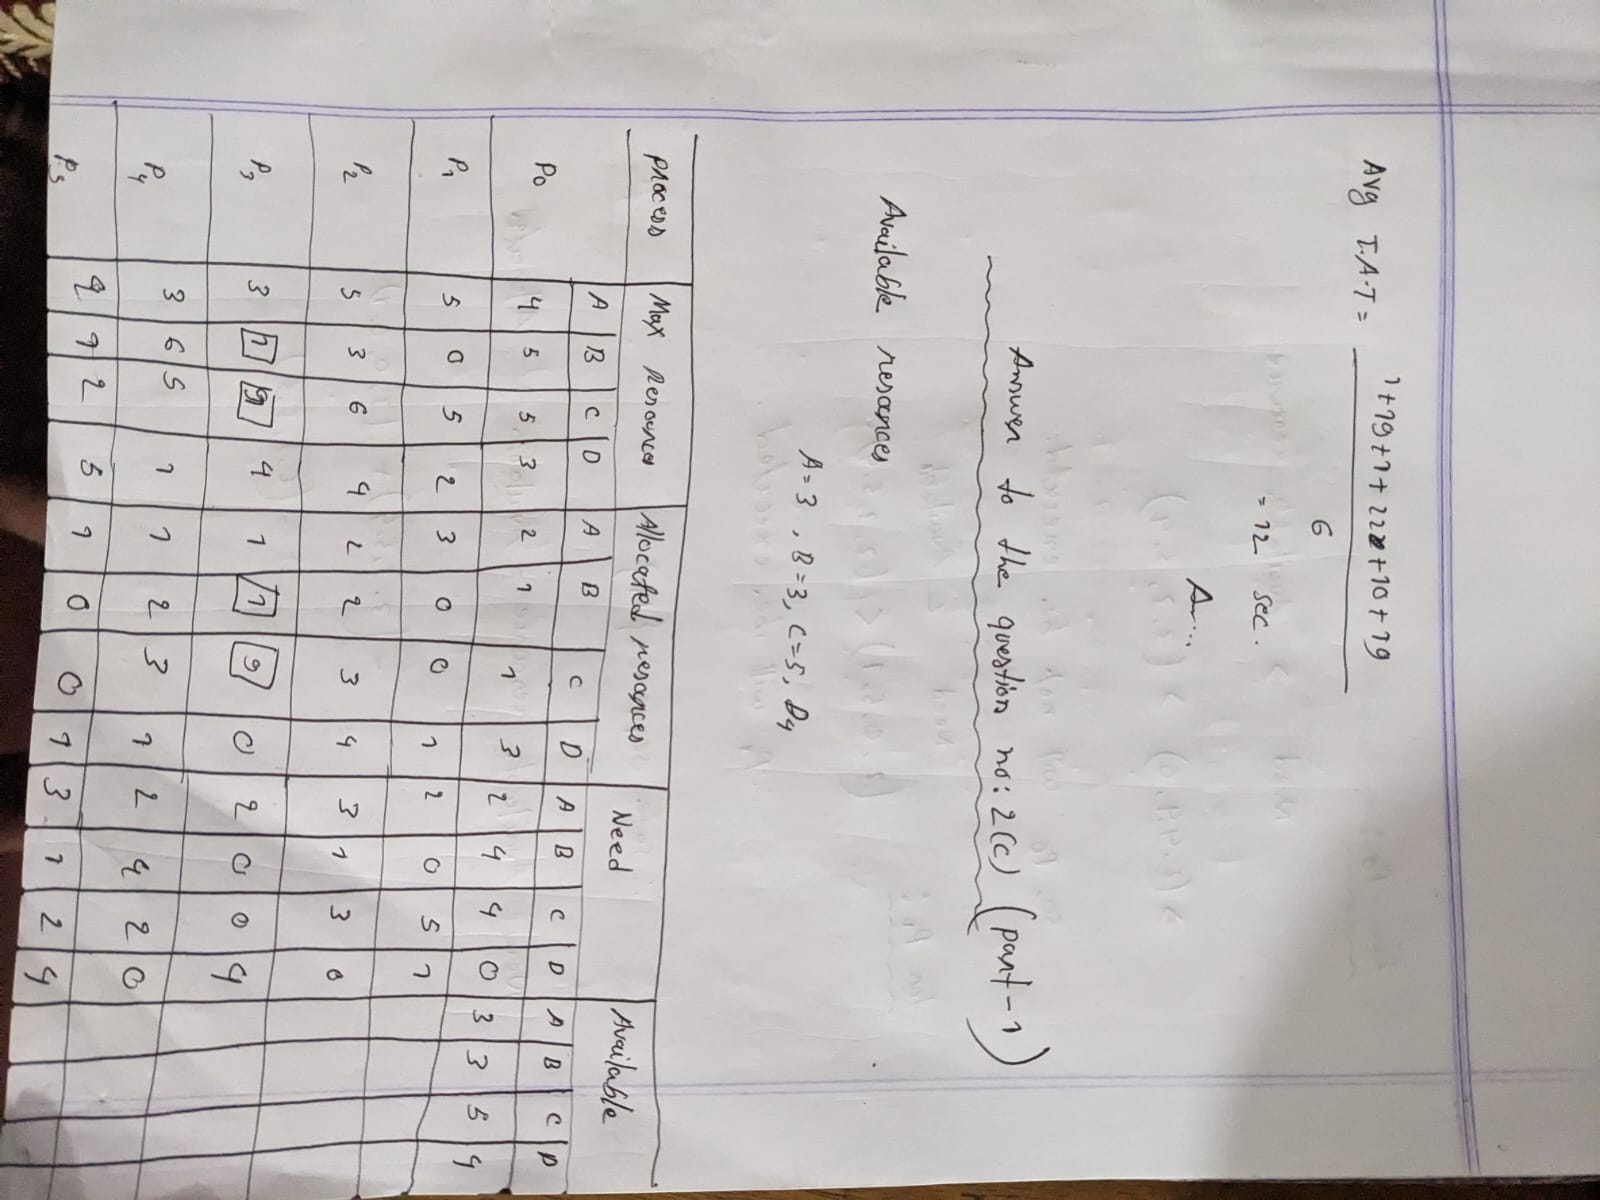 Avg T.A.T = 1+19+1+22+10+19
6
= 12 sec.
A...
Answer to the question no: 2(c) (part-1)
Available resources
A=3, B=3, C=5, D4
Process Max Resource Allocated resources Need Available
A B C D A B C D A B C D A B C D
P0 4 5 5 3 2 1 1 3 2 4 4 0 3 3 5 4
P1 5 0 5 2 3 0 0 1 2 0 5 1
P2 5 3 6 4 2 2 3 4 3 1 3 0
P3 3 1 9 4 1 1 9 0 2 0 0 4
P4 3 6 5 1 1 2 3 1 2 4 2 0
P5 4 1 2 5 1 0 0 1 3 1 2 4